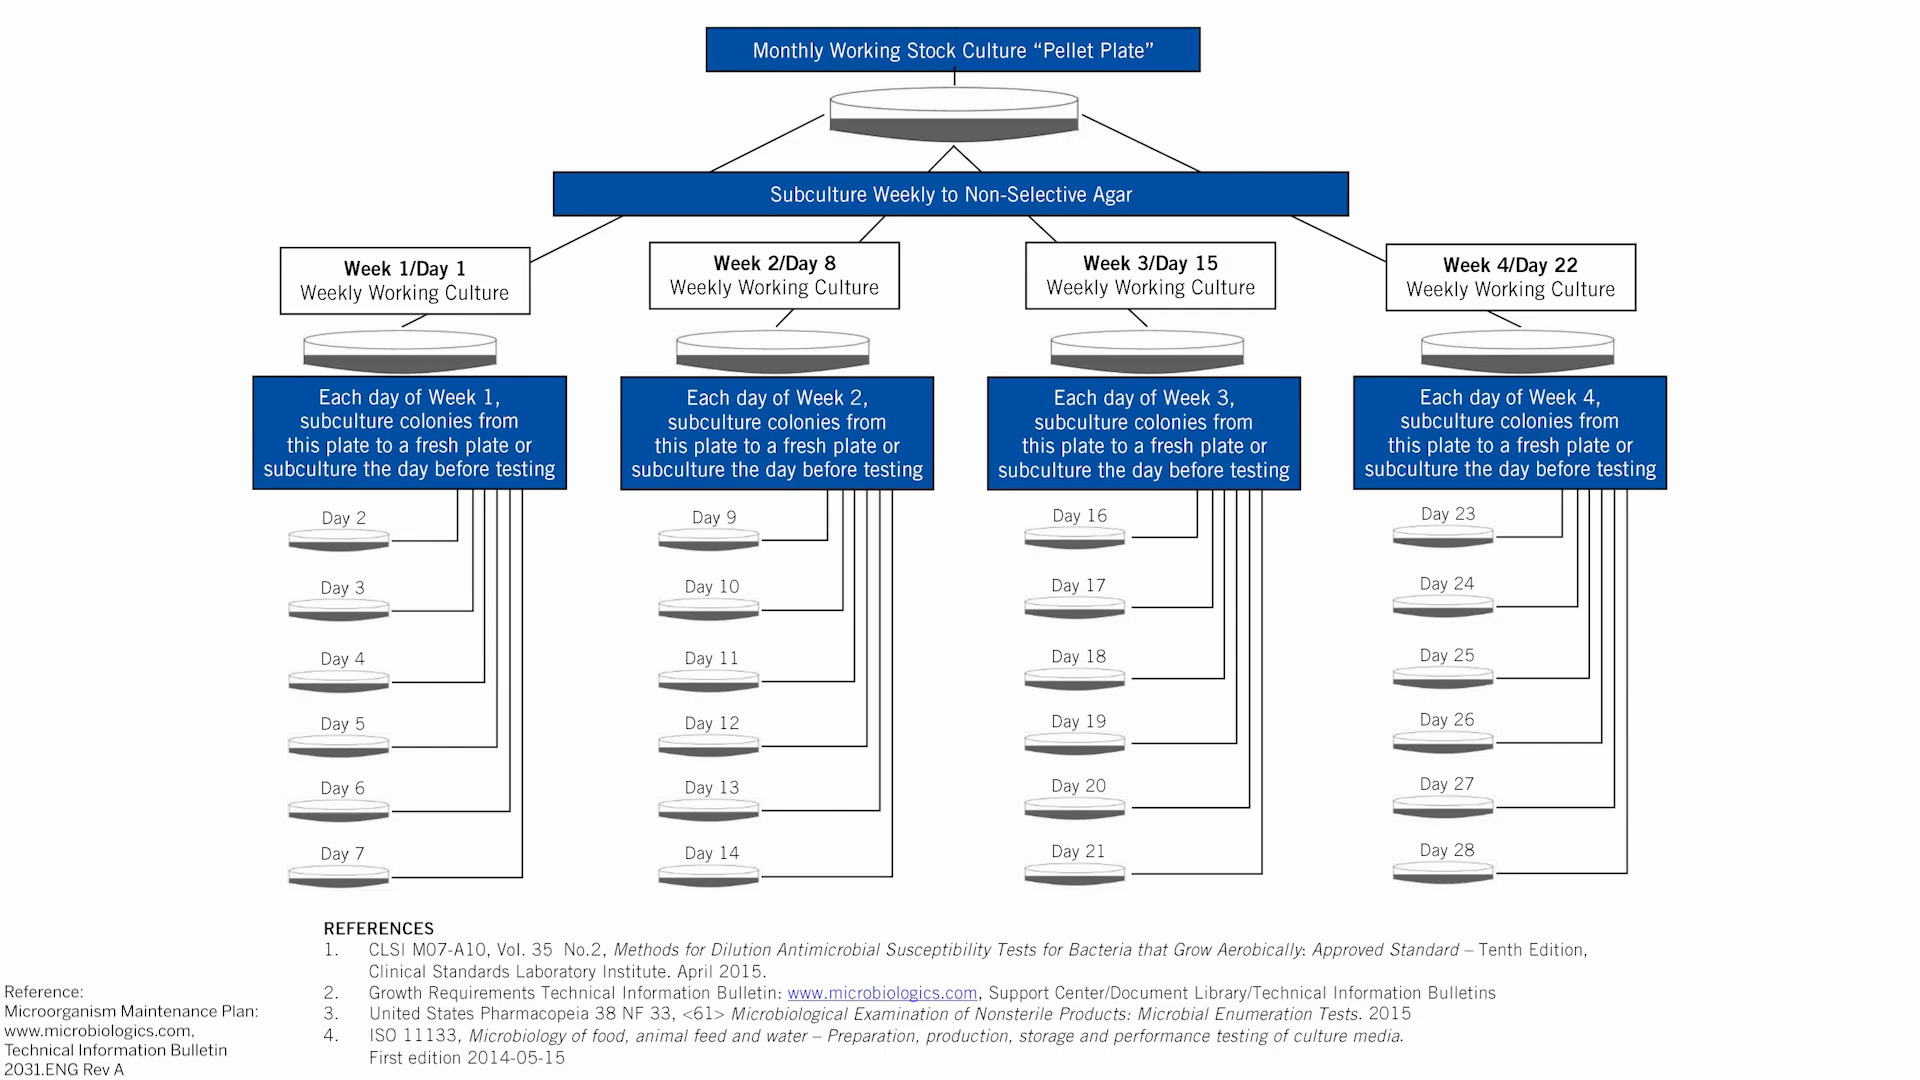 Monthly Working Stock Culture “Pellet Plate”
Subculture Weekly to Non-Selective Agar
Week 1/Day 1
Weekly Working Culture
Week 2/Day 8
Weekly Working Culture
Week 3/Day 15
Weekly Working Culture
Week 4/Day 22
Weekly Working Culture
Each day of Week 1,
subculture colonies from
this plate to a fresh plate or
subculture the day before testing
Each day of Week 2,
subculture colonies from
this plate to a fresh plate or
subculture the day before testing
Each day of Week 3,
subculture colonies from
this plate to a fresh plate or
subculture the day before testing
Each day of Week 4,
subculture colonies from
this plate to a fresh plate or
subculture the day before testing
Day 2
Day 3
Day 4
Day 5
Day 6
Day 7
Day 9
Day 10
Day 11
Day 12
Day 13
Day 14
Day 16
Day 17
Day 18
Day 19
Day 20
Day 21
Day 23
Day 24
Day 25
Day 26
Day 27
Day 28
REFERENCES
1. CLSI M07-A10, Vol. 35 No.2, Methods for Dilution Antimicrobial Susceptibility Tests for Bacteria that Grow Aerobically: Approved Standard – Tenth Edition,
Clinical Standards Laboratory Institute. April 2015.
2. Growth Requirements Technical Information Bulletin: www.microbiologics.com, Support Center/Document Library/Technical Information Bulletins
3. United States Pharmacopeia 38 NF 33, <61> Microbiological Examination of Nonsterile Products: Microbial Enumeration Tests. 2015
4. ISO 11133, Microbiology of food, animal feed and water – Preparation, production, storage and performance testing of culture media.
First edition 2014-05-15
Reference:
Microorganism Maintenance Plan:
www.microbiologics.com,
Technical Information Bulletin
2031.ENG Rev A